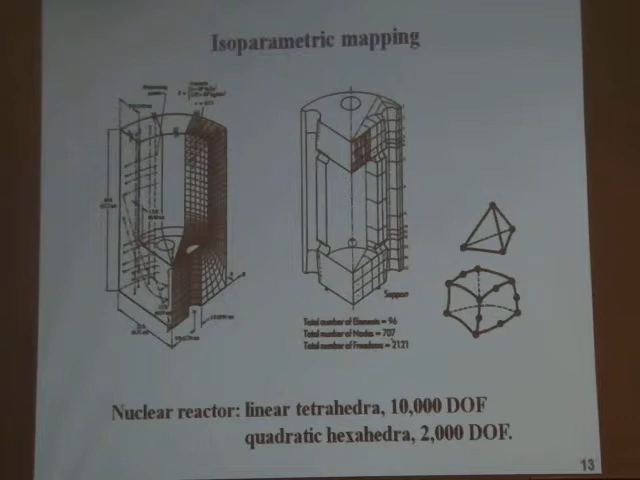 Isoparametric mapping
Support
Total number of Elements = 96
Total number of Nodes = 707
Total number of Freedoms = 2121
Nuclear reactor: linear tetrahedra, 10,000 DOF
quadratic hexahedra, 2,000 DOF.
13